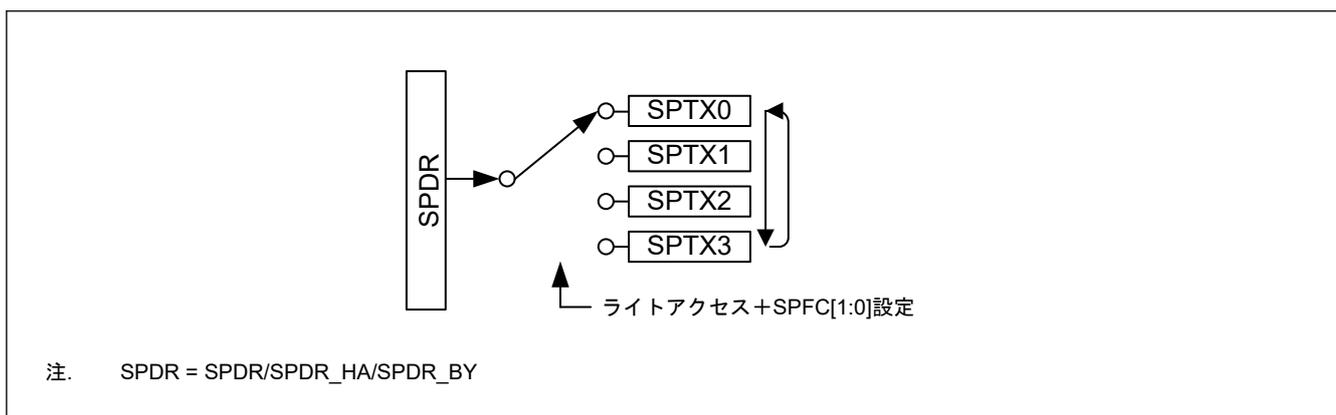 SPDR
SPTX0
SPTX1
SPTX2
SPTX3
ライトアクセス+SPFC[1:0]設定
注. SPDR = SPDR/SPDR_HA/SPDR_BY